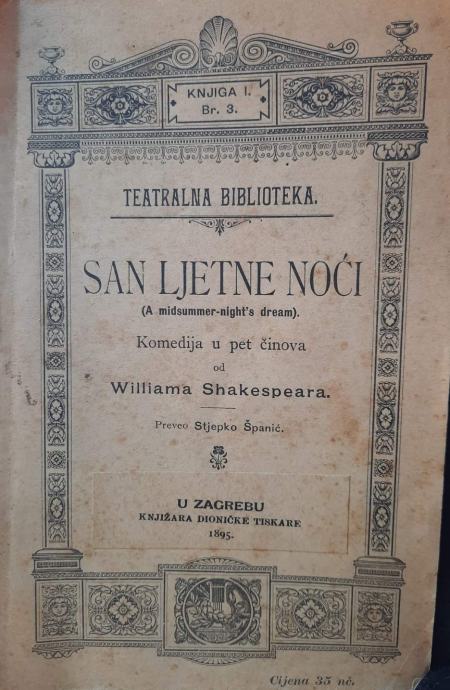 KNJIGA I.
Br. 3.
TEATRALNA BIBLIOTEKA.
SAN LJETNE NOĆI
(A midsummer-night's dream).
Komedija u pet činova
od
Williama Shakespeara.
Preveo Stjepko Španić.
U ZAGREBU
KNJIŽARA DIONIČKE TISKARE
1895.
Cijena 35 nč.